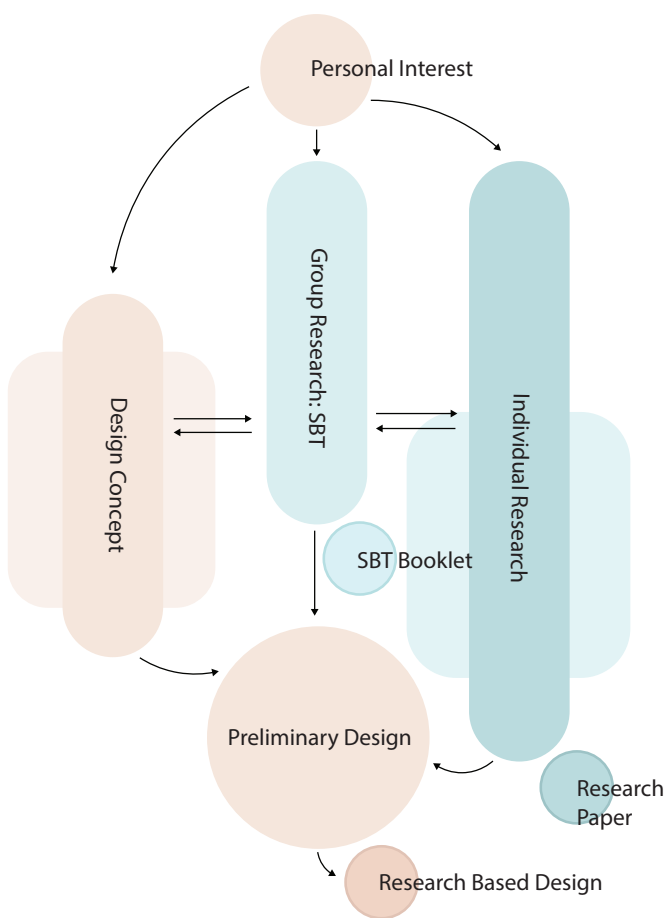 Personal Interest
Group Research: SBT
Design Concept
Individual Research
SBT Booklet
Preliminary Design
Research
Paper
Research Based Design